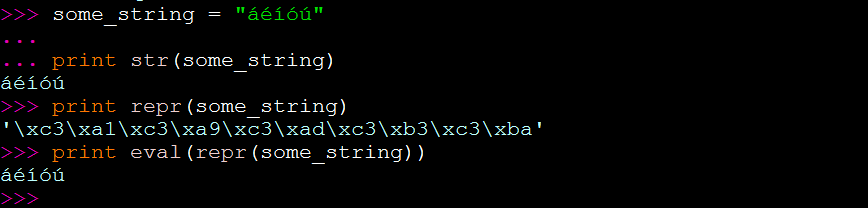 >>> some_string = "áéíóú"
...
... print str(some_string)
áéíóú
>>> print repr(some_string)
'\xc3\xa1\xc3\xa9\xc3\xad\xc3\xb3\xc3\xba'
>>> print eval(repr(some_string))
áéíóú
>>>